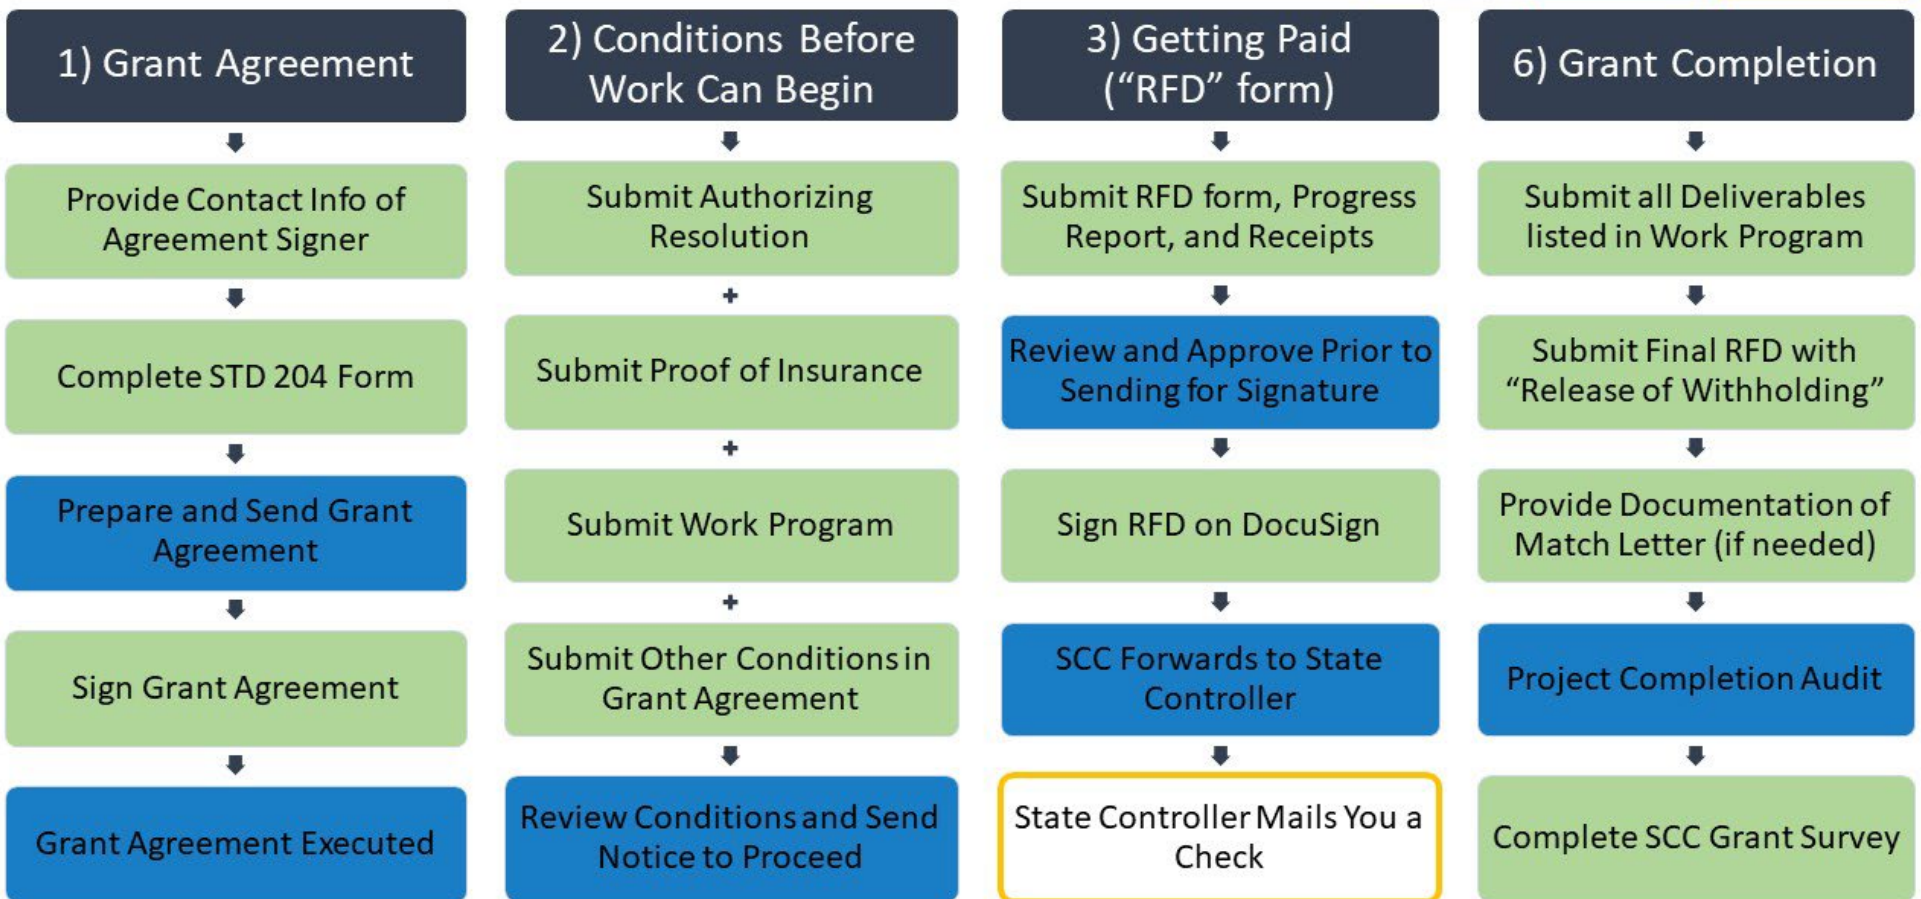 1) Grant Agreement
Provide Contact Info of
Agreement Signer
Complete STD 204 Form
Prepare and Send Grant
Agreement
Sign Grant Agreement
Grant Agreement Executed
2) Conditions Before
Work Can Begin
Submit Authorizing
Resolution
+
Submit Proof of Insurance
+
Submit Work Program
+
Submit Other Conditions in
Grant Agreement
Review Conditions and Send
Notice to Proceed
3) Getting Paid
(“RFD” form)
Submit RFD form, Progress
Report, and Receipts
Review and Approve Prior to
Sending for Signature
Sign RFD on DocuSign
SCC Forwards to State
Controller
State Controller Mails You a
Check
6) Grant Completion
Submit all Deliverables
listed in Work Program
Submit Final RFD with
“Release of Withholding”
Provide Documentation of
Match Letter (if needed)
Project Completion Audit
Complete SCC Grant Survey